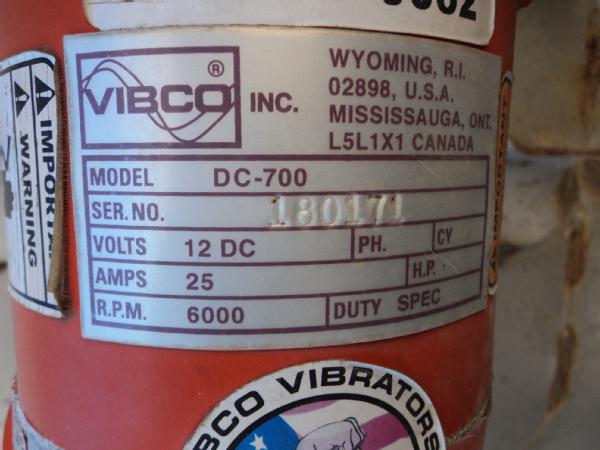 VIBCO ® INC.
WYOMING, R.I.
02898, U.S.A.
MISSISSAUGA, ONT.
L5L1X1 CANADA
MODEL DC-700
SER. NO. 180171
VOLTS 12 DC PH. CY
AMPS 25 H.P.
R.P.M. 6000 DUTY SPEC
WARNING
IMPORTANT
VIBRATORS